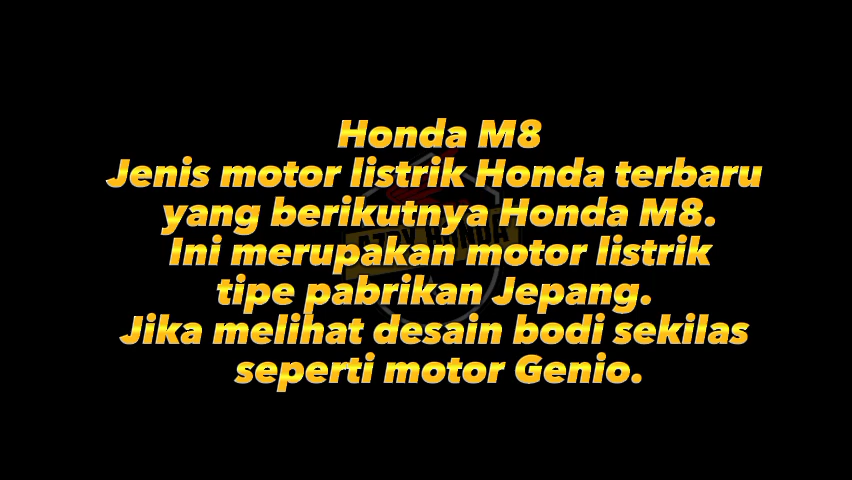 Honda M8
Jenis motor listrik Honda terbaru
yang berikutnya Honda M8.
Ini merupakan motor listrik
tipe pabrikan Jepang.
Jika melihat desain bodi sekilas
seperti motor Genio.